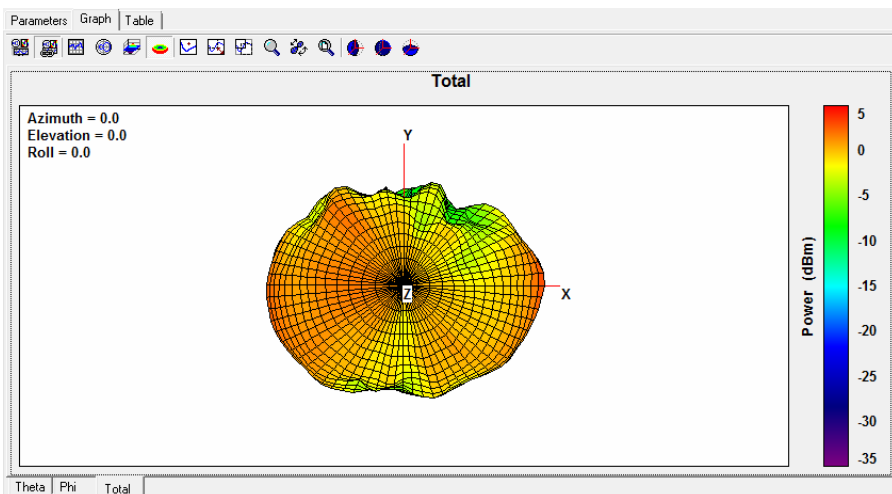 Parameters Graph Table
Total
Azimuth = 0.0
Elevation = 0.0
Roll = 0.0
Y
X
Z
5
0
-5
-10
-15
-20
-25
-30
-35
Power (dBm)
Theta Phi Total